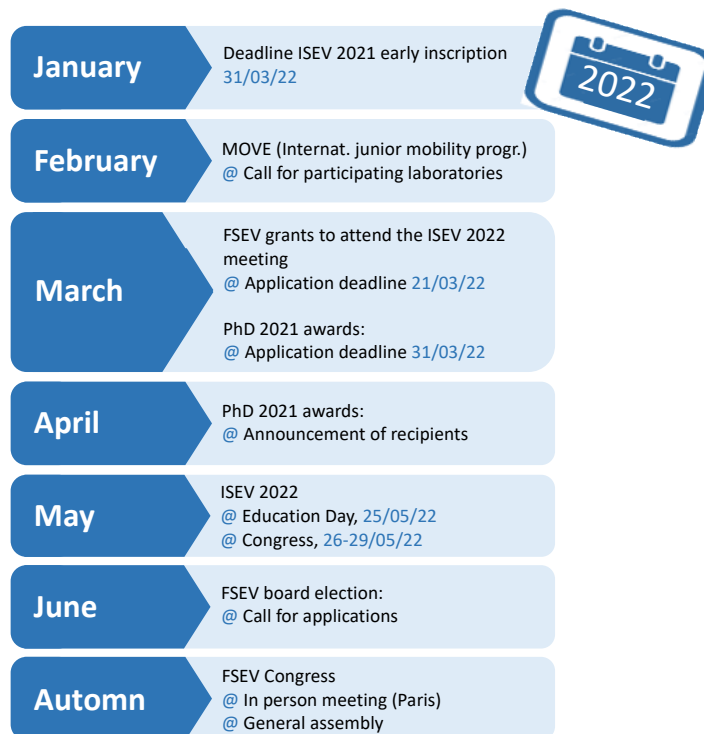 2022
January
Deadline ISEV 2021 early inscription
31/03/22
February
MOVE (Internat. junior mobility progr.)
@ Call for participating laboratories
March
FSEV grants to attend the ISEV 2022
meeting
@ Application deadline 21/03/22
PhD 2021 awards:
@ Application deadline 31/03/22
April
PhD 2021 awards:
@ Announcement of recipients
May
ISEV 2022
@ Education Day, 25/05/22
@ Congress, 26-29/05/22
June
FSEV board election:
@ Call for applications
Automn
FSEV Congress
@ In person meeting (Paris)
@ General assembly